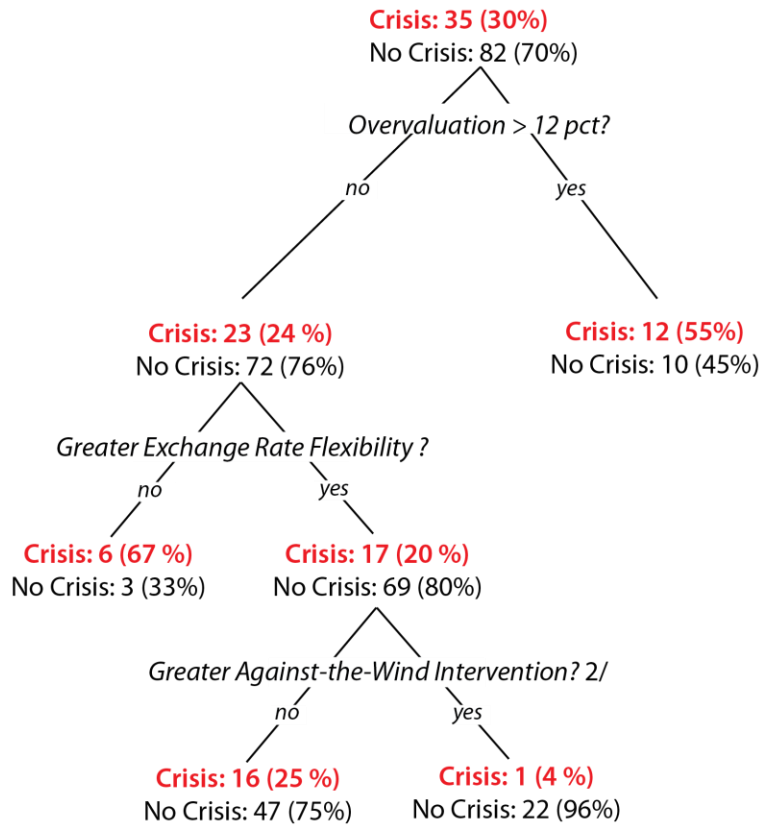 Crisis: 35 (30%)
No Crisis: 82 (70%)
Overvaluation > 12 pct?
no
yes
Crisis: 23 (24 %)
No Crisis: 72 (76%)
Crisis: 12 (55%)
No Crisis: 10 (45%)
Greater Exchange Rate Flexibility ?
no
yes
Crisis: 6 (67 %)
No Crisis: 3 (33%)
Crisis: 17 (20 %)
No Crisis: 69 (80%)
Greater Against-the-Wind Intervention? 2/
no
yes
Crisis: 16 (25 %)
No Crisis: 47 (75%)
Crisis: 1 (4 %)
No Crisis: 22 (96%)